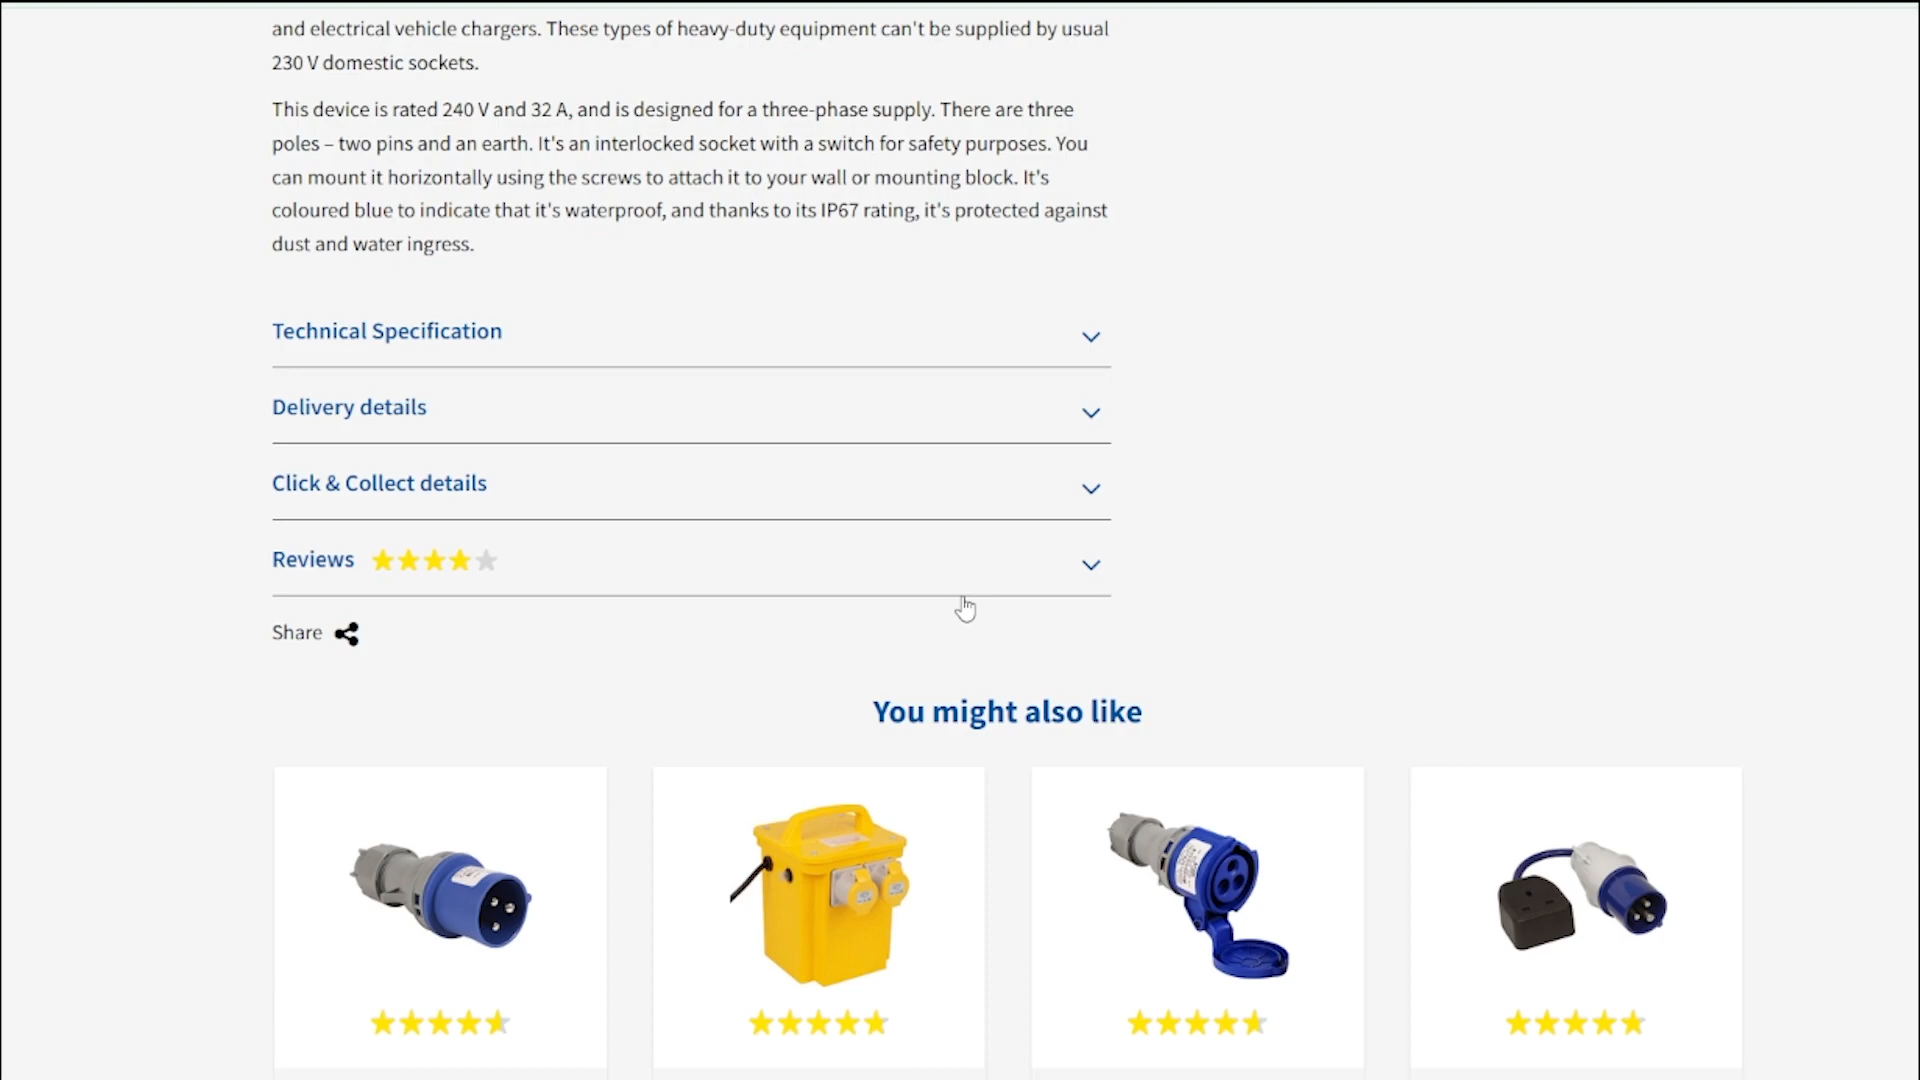 and electrical vehicle chargers. These types of heavy-duty equipment can't be supplied by usual
230 V domestic sockets.
This device is rated 240 V and 32 A, and is designed for a three-phase supply. There are three
poles – two pins and an earth. It's an interlocked socket with a switch for safety purposes. You
can mount it horizontally using the screws to attach it to your wall or mounting block. It's
coloured blue to indicate that it's waterproof, and thanks to its IP67 rating, it's protected against
dust and water ingress.
Technical Specification
Delivery details
Click & Collect details
Reviews
Share
You might also like